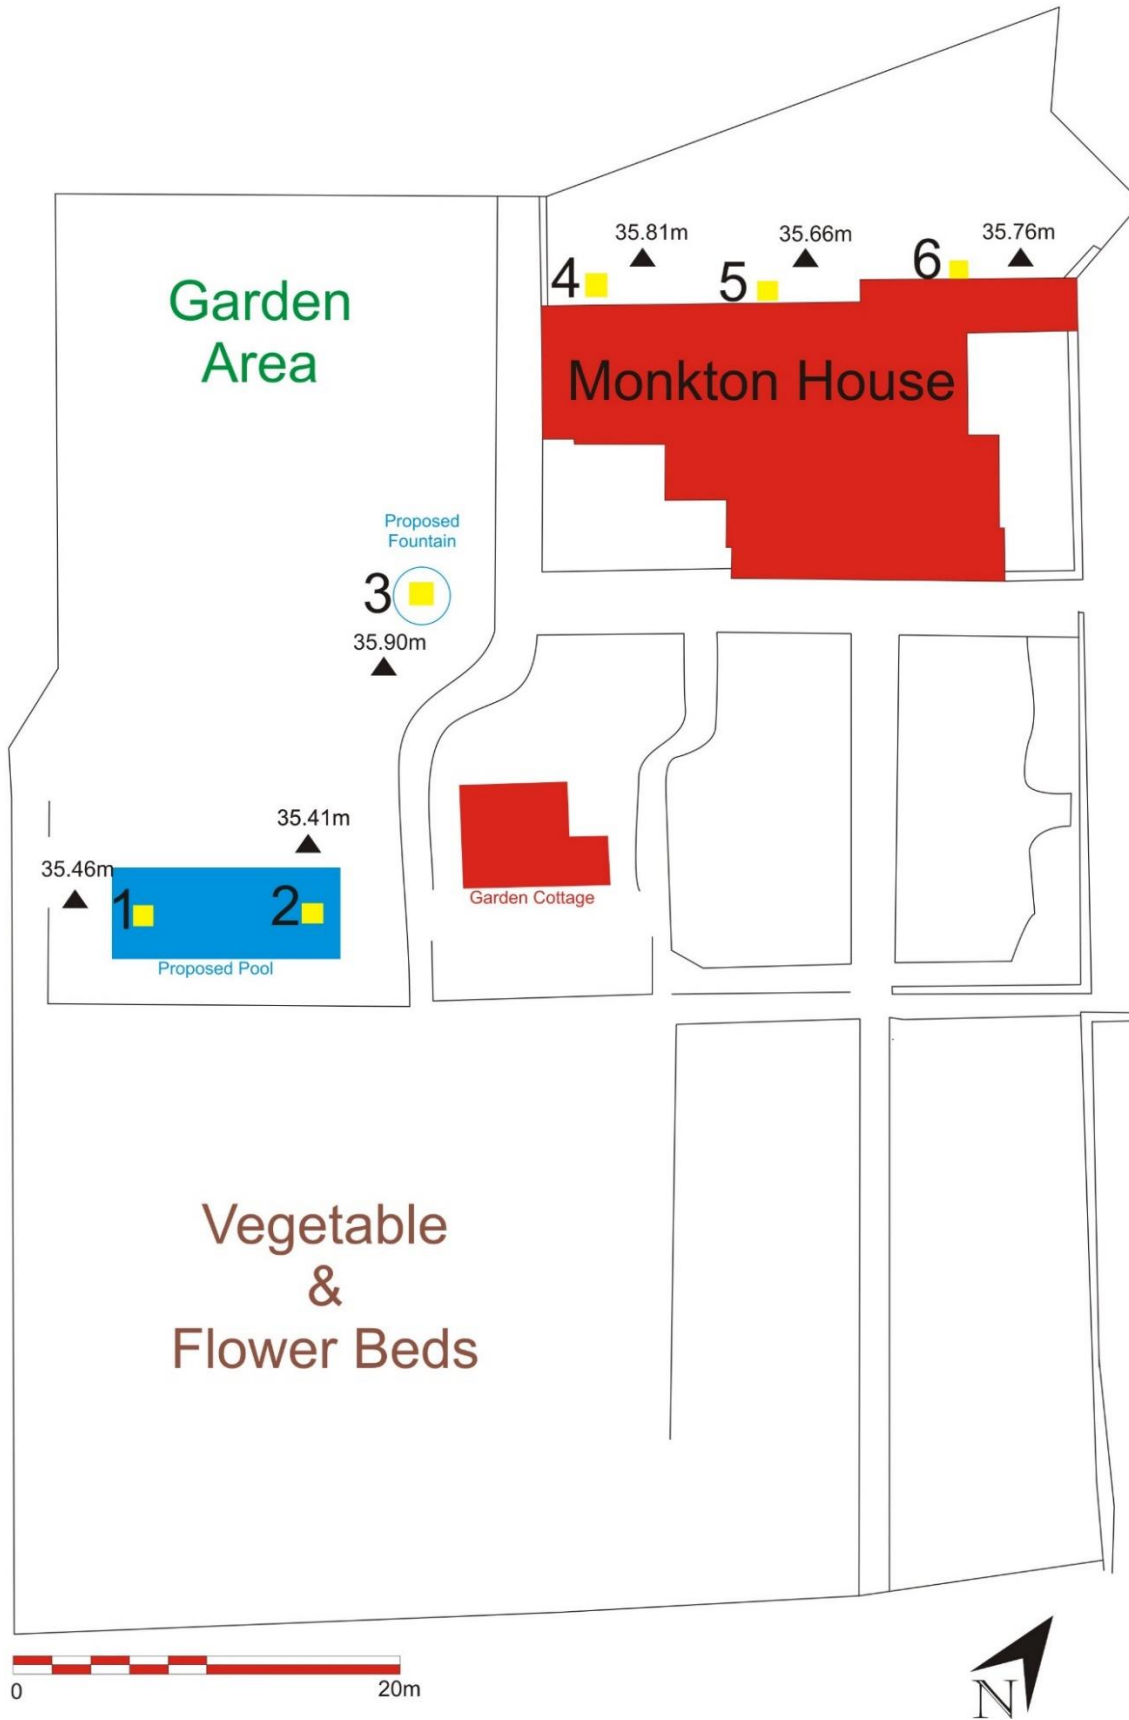 35.81m
35.66m
35.76m
4
5
6
Garden
Area
Monkton House
Proposed
Fountain
3
35.90m
35.41m
35.46m
1
2
Proposed Pool
Garden Cottage
Vegetable
&
Flower Beds
0
20m
N